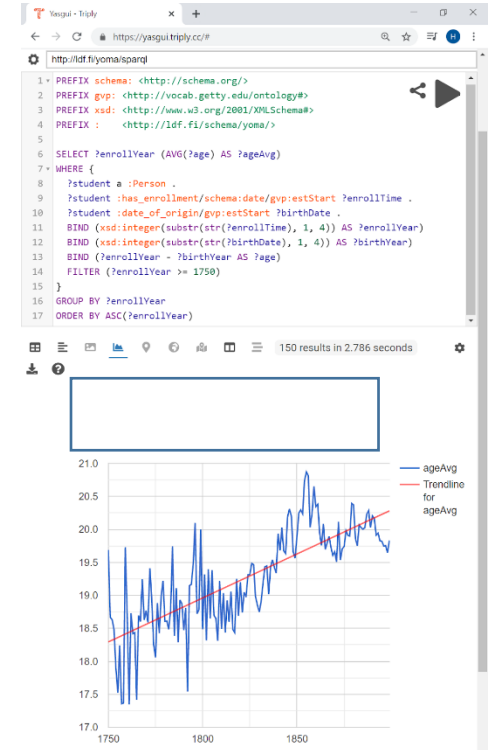 Yasgui - Triply
https://yasgui.triply.cc/#
H
http://ldf.fi/yoma/sparql
1 PREFIX schema: <http://schema.org/>
2 PREFIX gvp: <http://vocab.getty.edu/ontology#>
3 PREFIX xsd: <http://www.w3.org/2001/XMLSchema#>
4 PREFIX : <http://ldf.fi/schema/yoma/>
5
6 SELECT ?enrollYear (AVG(?age) AS ?ageAvg)
7 WHERE {
8 ?student a :Person .
9 ?student :has_enrollment/schema:date/gvp:estStart ?enrollTime .
10 ?student :date_of_origin/gvp:estStart ?birthDate .
11 BIND (xsd:integer(substr(str(?enrollTime), 1, 4)) AS ?enrollYear)
12 BIND (xsd:integer(substr(str(?birthDate), 1, 4)) AS ?birthYear)
13 BIND (?enrollYear - ?birthYear AS ?age)
14 FILTER (?enrollYear >= 1750)
15 }
16 GROUP BY ?enrollYear
17 ORDER BY ASC(?enrollYear)
150 results in 2.786 seconds
21.0
20.5
20.0
19.5
19.0
18.5
18.0
17.5
17.0
1750 1800 1850
ageAvg
Trendline
for
ageAvg